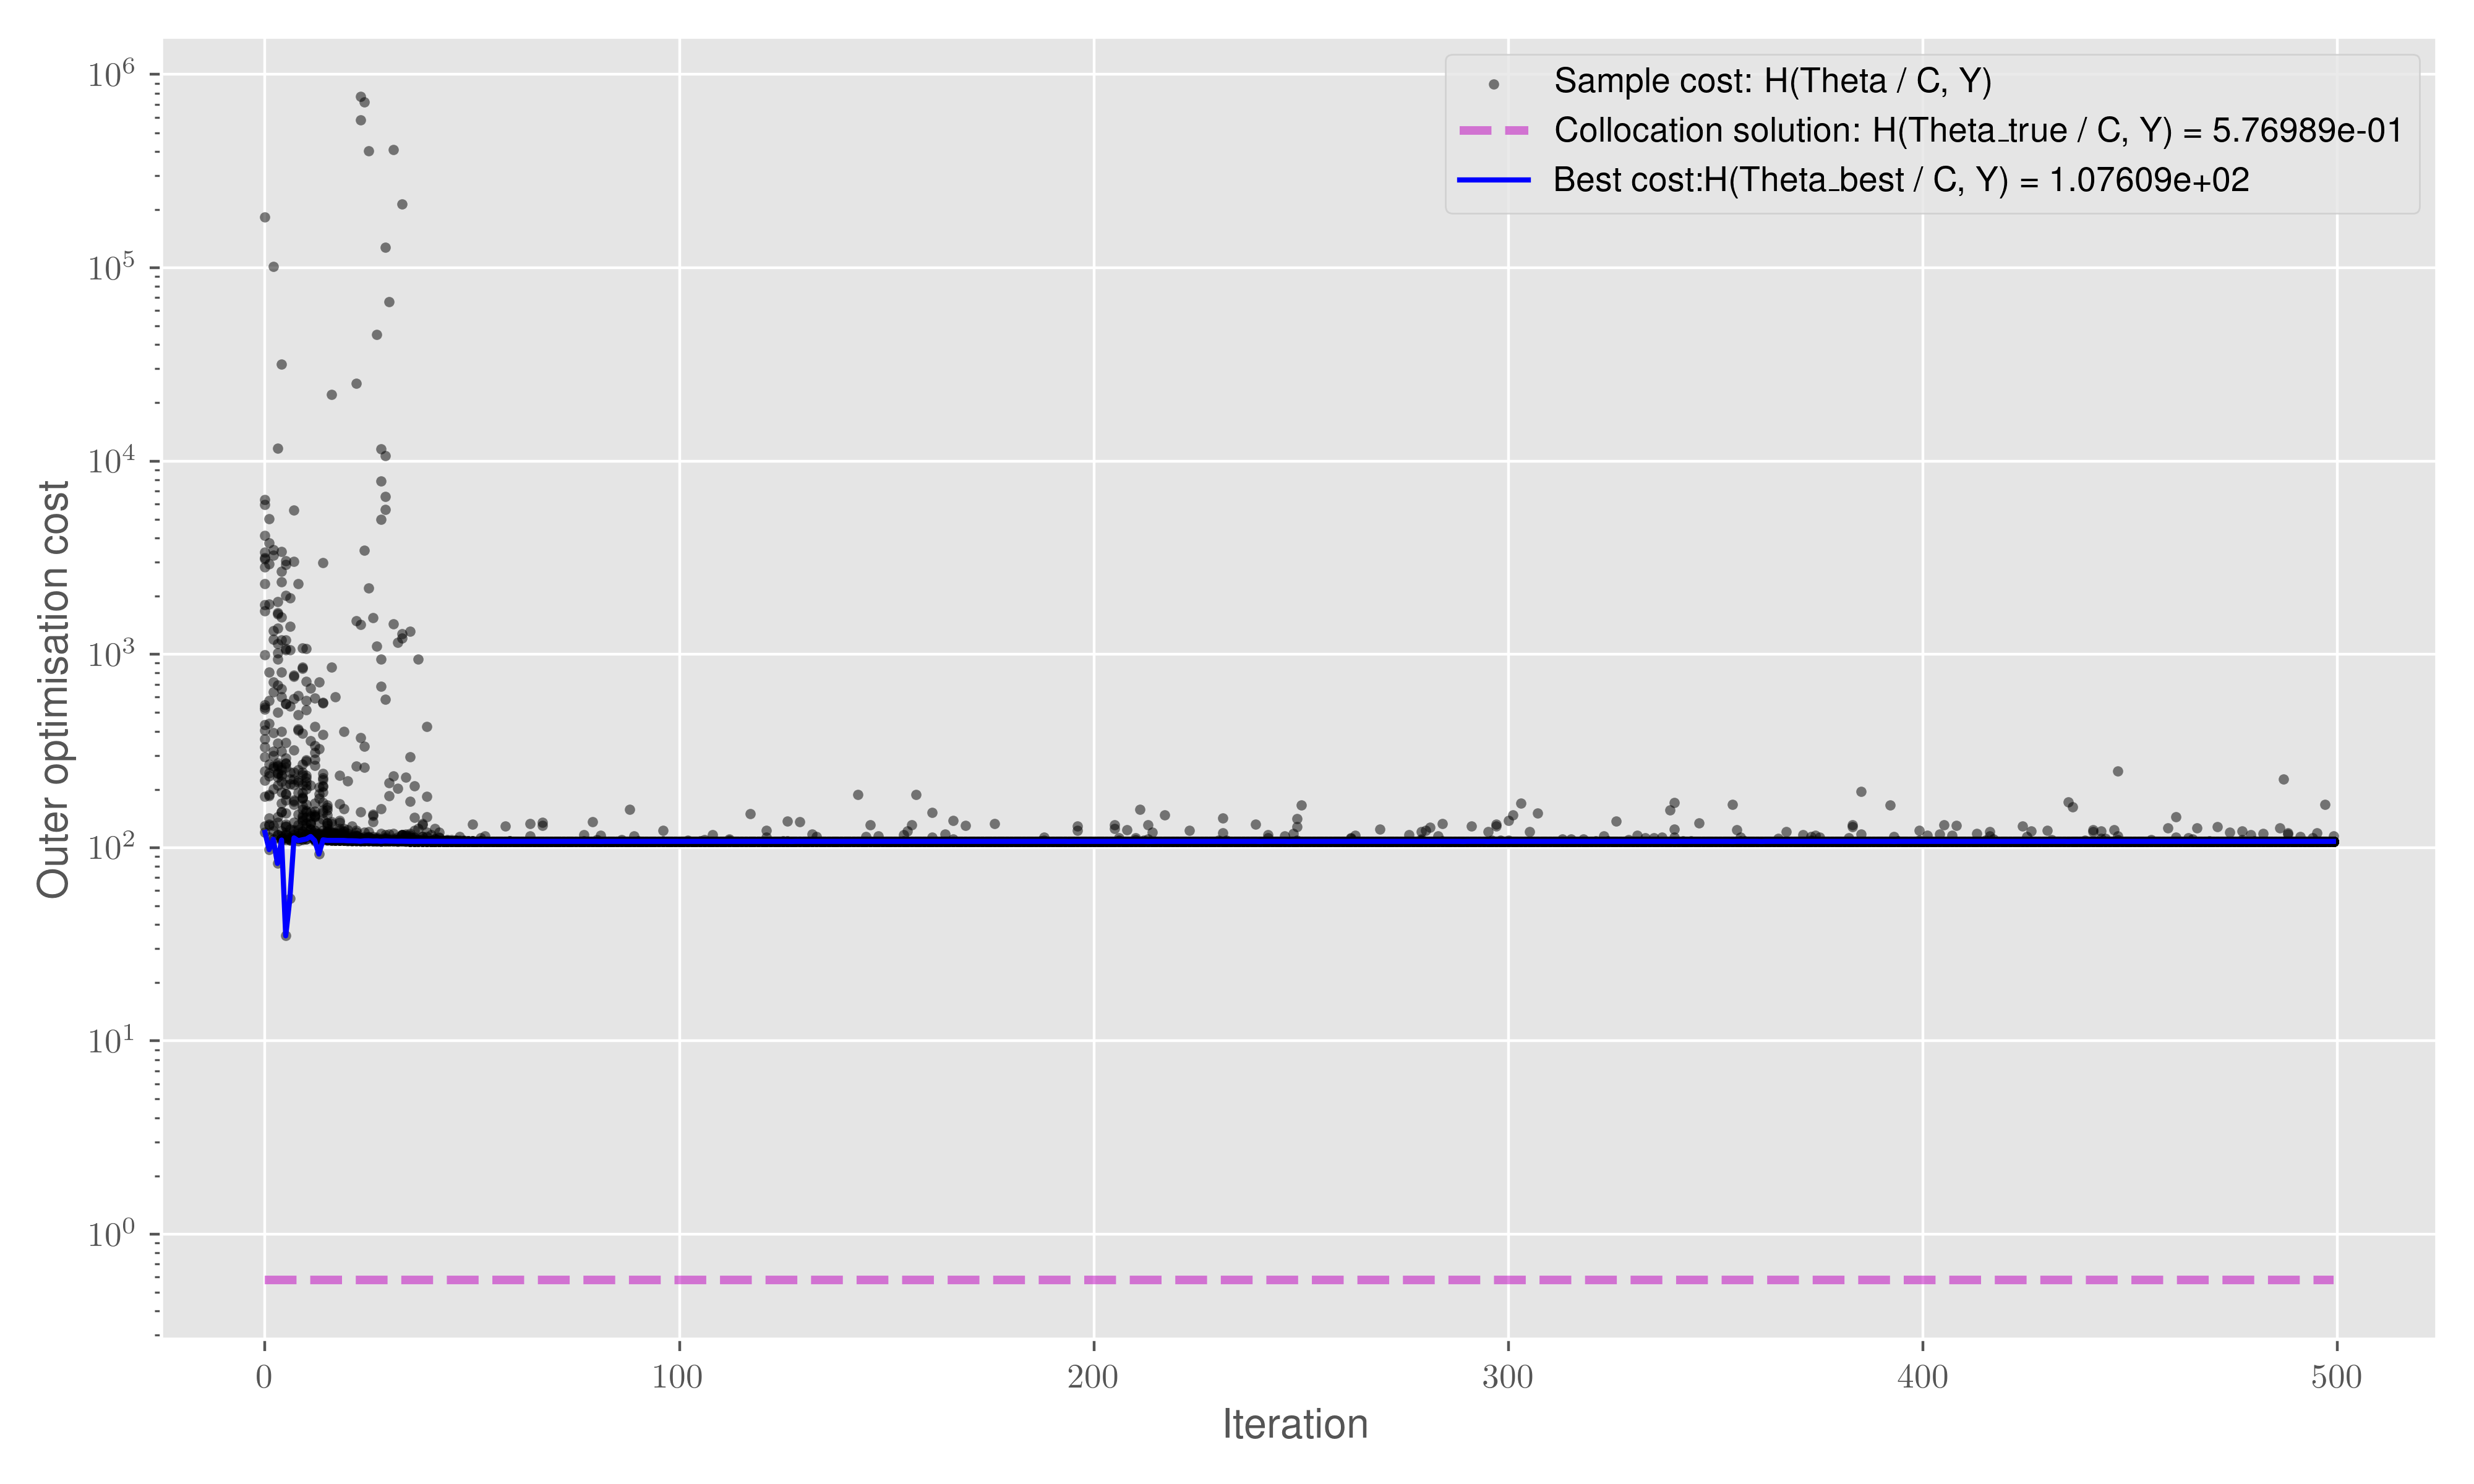 Sample cost: H(Theta / C, Y)
Collocation solution: H(Theta_true / C, Y) = 5.76989e-01
Best cost:H(Theta_best / C, Y) = 1.07609e+02
Outer optimisation cost
10^6
10^5
10^4
10^3
10^2
10^1
10^0
0 100 200 300 400 500
Iteration